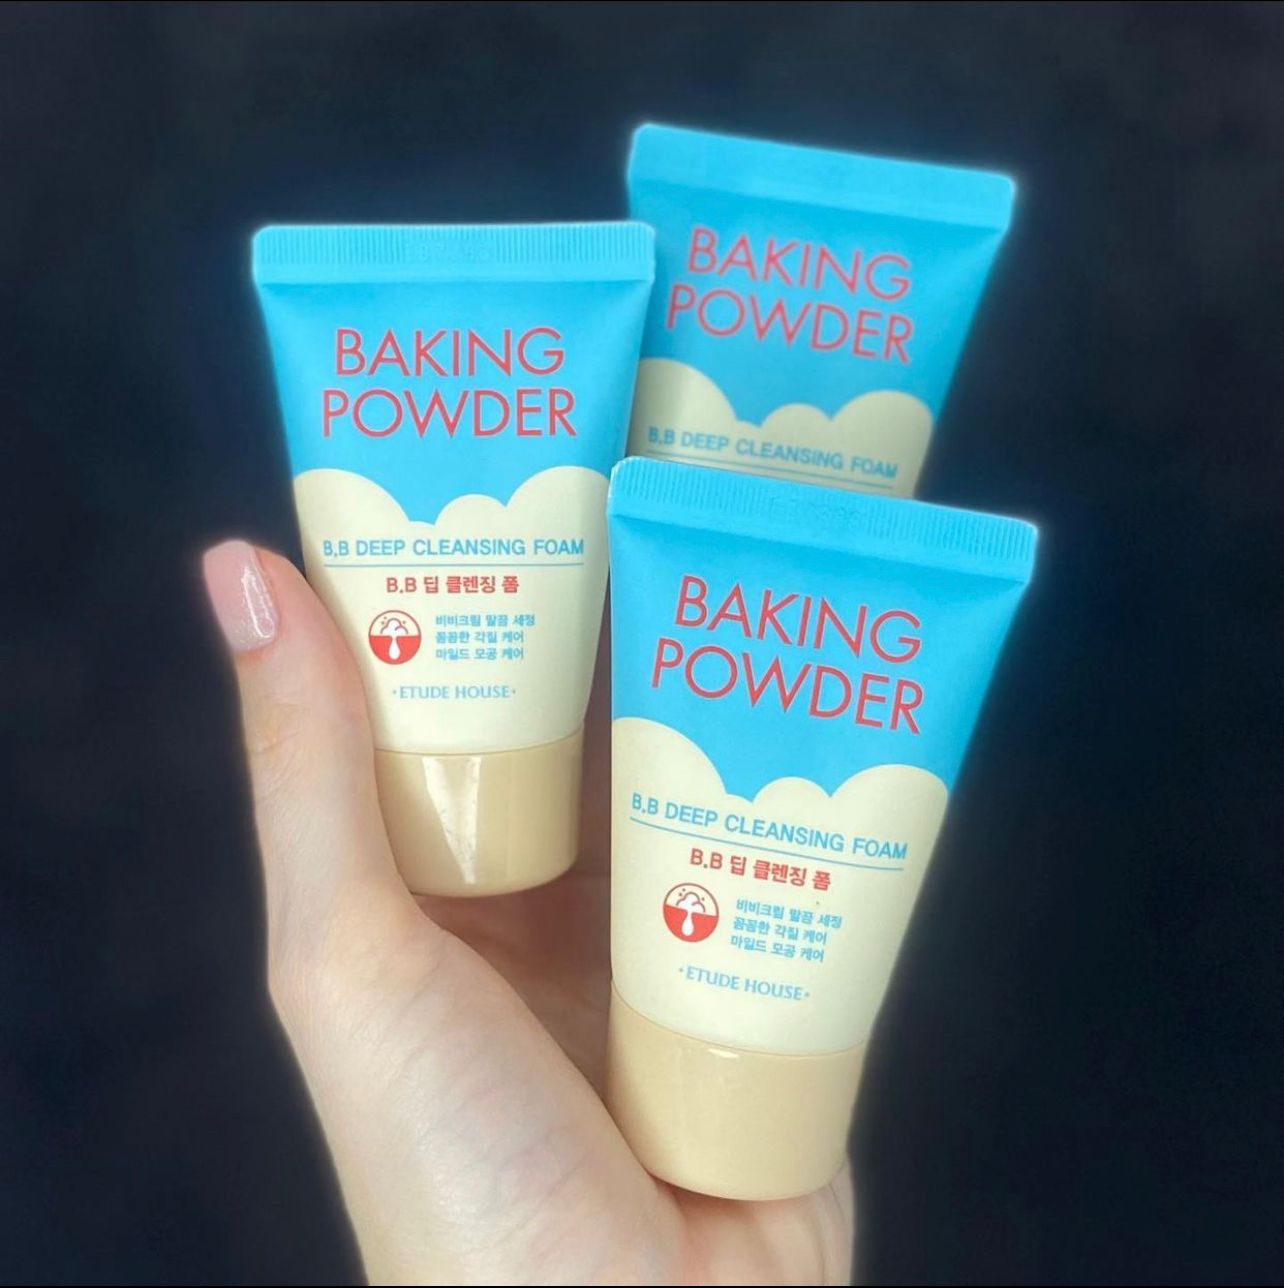 BAKING
POWDER
B.B DEEP CLEANSING FOAM
B.B 딥 클렌징 폼
비비크림 말끔 세정
꼼꼼한 각질 케어
마일드 모공 케어
·ETUDE HOUSE·
BAKING
POWDER
B.B DEEP CLEANSING FOAM
BAKING
POWDER
B.B DEEP CLEANSING FOAM
B.B 딥 클렌징 폼
비비크림 말끔 세정
꼼꼼한 각질 케어
마일드 모공 케어
·ETUDE HOUSE·